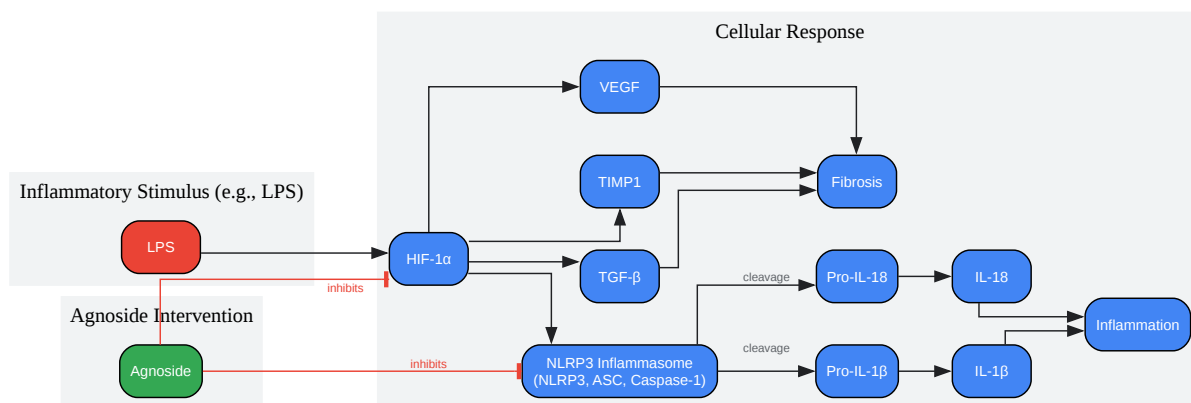 Cellular Response
VEGF
Inflammatory Stimulus (e.g., LPS)
TIMP1
Fibrosis
LPS
HIF-1α
TGF-β
cleavage
Pro-IL-18
IL-18
inhibits
Agnoside Intervention
Inflammation
cleavage
Agnoside
inhibits
NLRP3 Inflammasome
(NLRP3, ASC, Caspase-1)
Pro-IL-1β
IL-1β